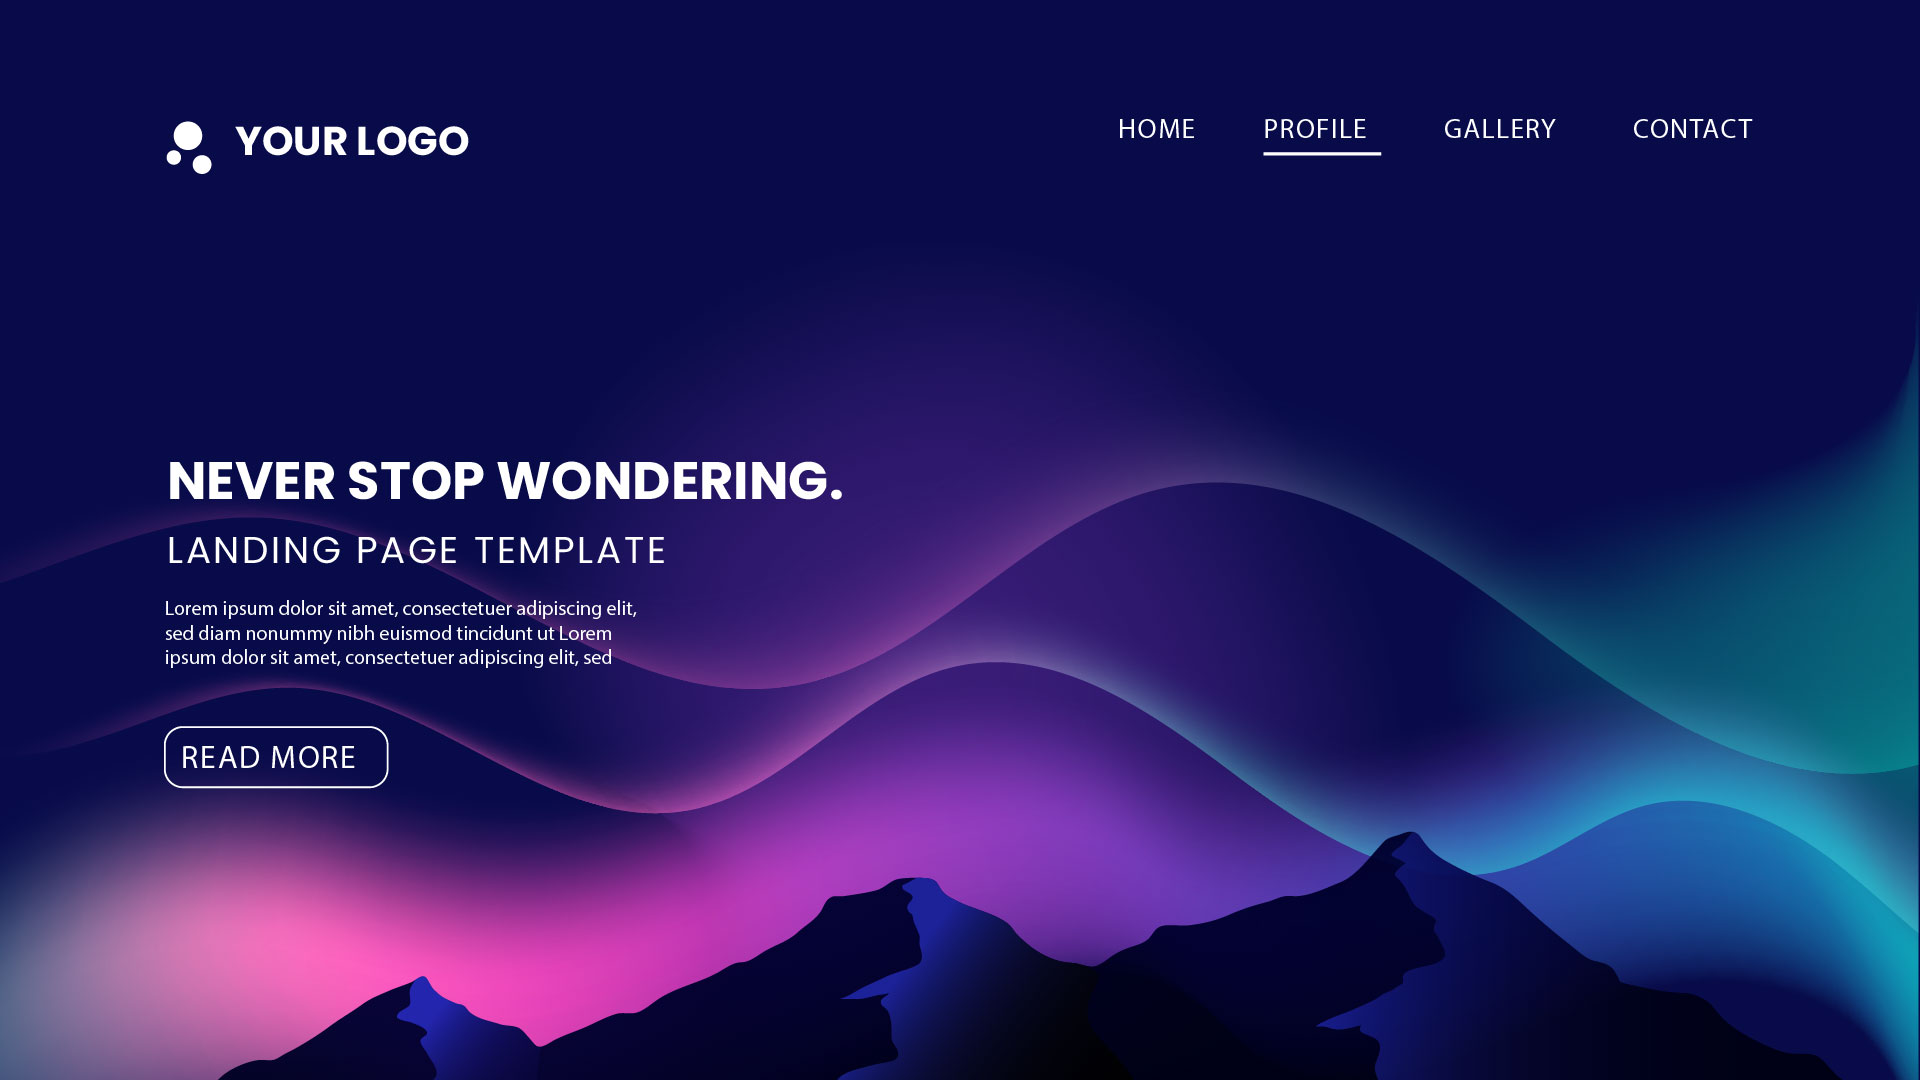 YOUR LOGO
HOME PROFILE GALLERY CONTACT
NEVER STOP WONDERING.
LANDING PAGE TEMPLATE
Lorem ipsum dolor sit amet, consectetuer adipiscing elit,
sed diam nonummy nibh euismod tincidunt ut Lorem
ipsum dolor sit amet, consectetuer adipiscing elit, sed
READ MORE